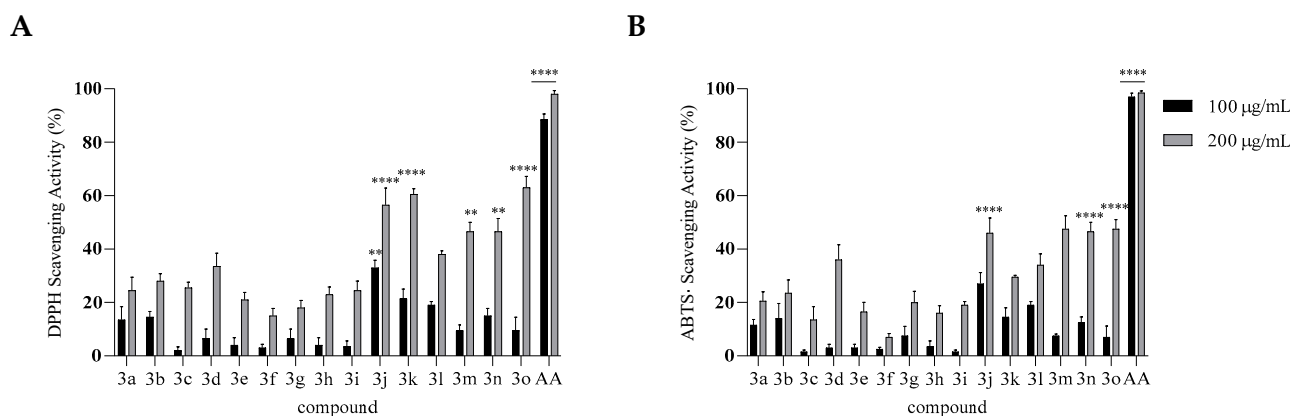 A
B
DPPH Scavenging Activity (%)
100
80
60
40
20
0
**
****
****
**
**
****
****
3a 3b 3c 3d 3e 3f 3g 3h 3i 3j 3k 3l 3m 3n 3o AA
compound
ABTS· Scavenging Activity (%)
100
80
60
40
20
0
****
****
****
****
3a 3b 3c 3d 3e 3f 3g 3h 3i 3j 3k 3l 3m 3n 3o AA
compound
100 μg/mL
200 μg/mL